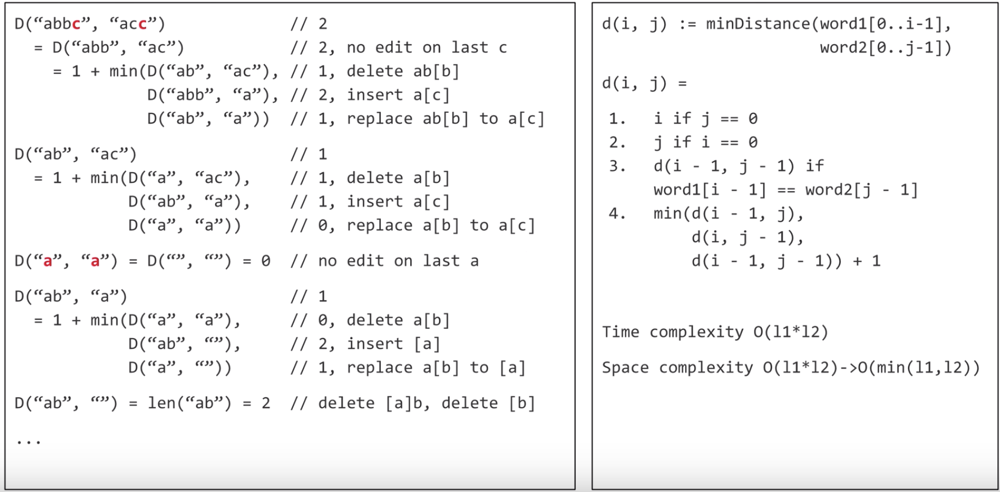 D(“abbc”, “acc”) // 2
= D(“abb”, “ac”) // 2, no edit on last c
= 1 + min(D(“ab”, “ac”), // 1, delete ab[b]
D(“abb”, “a”), // 2, insert a[c]
D(“ab”, “a”)) // 1, replace ab[b] to a[c]
D(“ab”, “ac”) // 1
= 1 + min(D(“a”, “ac”), // 1, delete a[b]
D(“ab”, “a”), // 1, insert a[c]
D(“a”, “a”)) // 0, replace a[b] to a[c]
D(“a”, “a”) = D(“”, “”) = 0 // no edit on last a
D(“ab”, “a”) // 1
= 1 + min(D(“a”, “a”), // 0, delete a[b]
D(“ab”, “”), // 2, insert [a]
D(“a”, “”)) // 1, replace a[b] to [a]
D(“ab”, “”) = len(“ab”) = 2 // delete [a]b, delete [b]
...
d(i, j) := minDistance(word1[0..i-1],
word2[0..j-1])
d(i, j) =
1. i if j == 0
2. j if i == 0
3. d(i - 1, j - 1) if
word1[i - 1] == word2[j - 1]
4. min(d(i - 1, j),
d(i, j - 1),
d(i - 1, j - 1)) + 1
Time complexity O(l1*l2)
Space complexity O(l1*l2)->O(min(l1,l2))